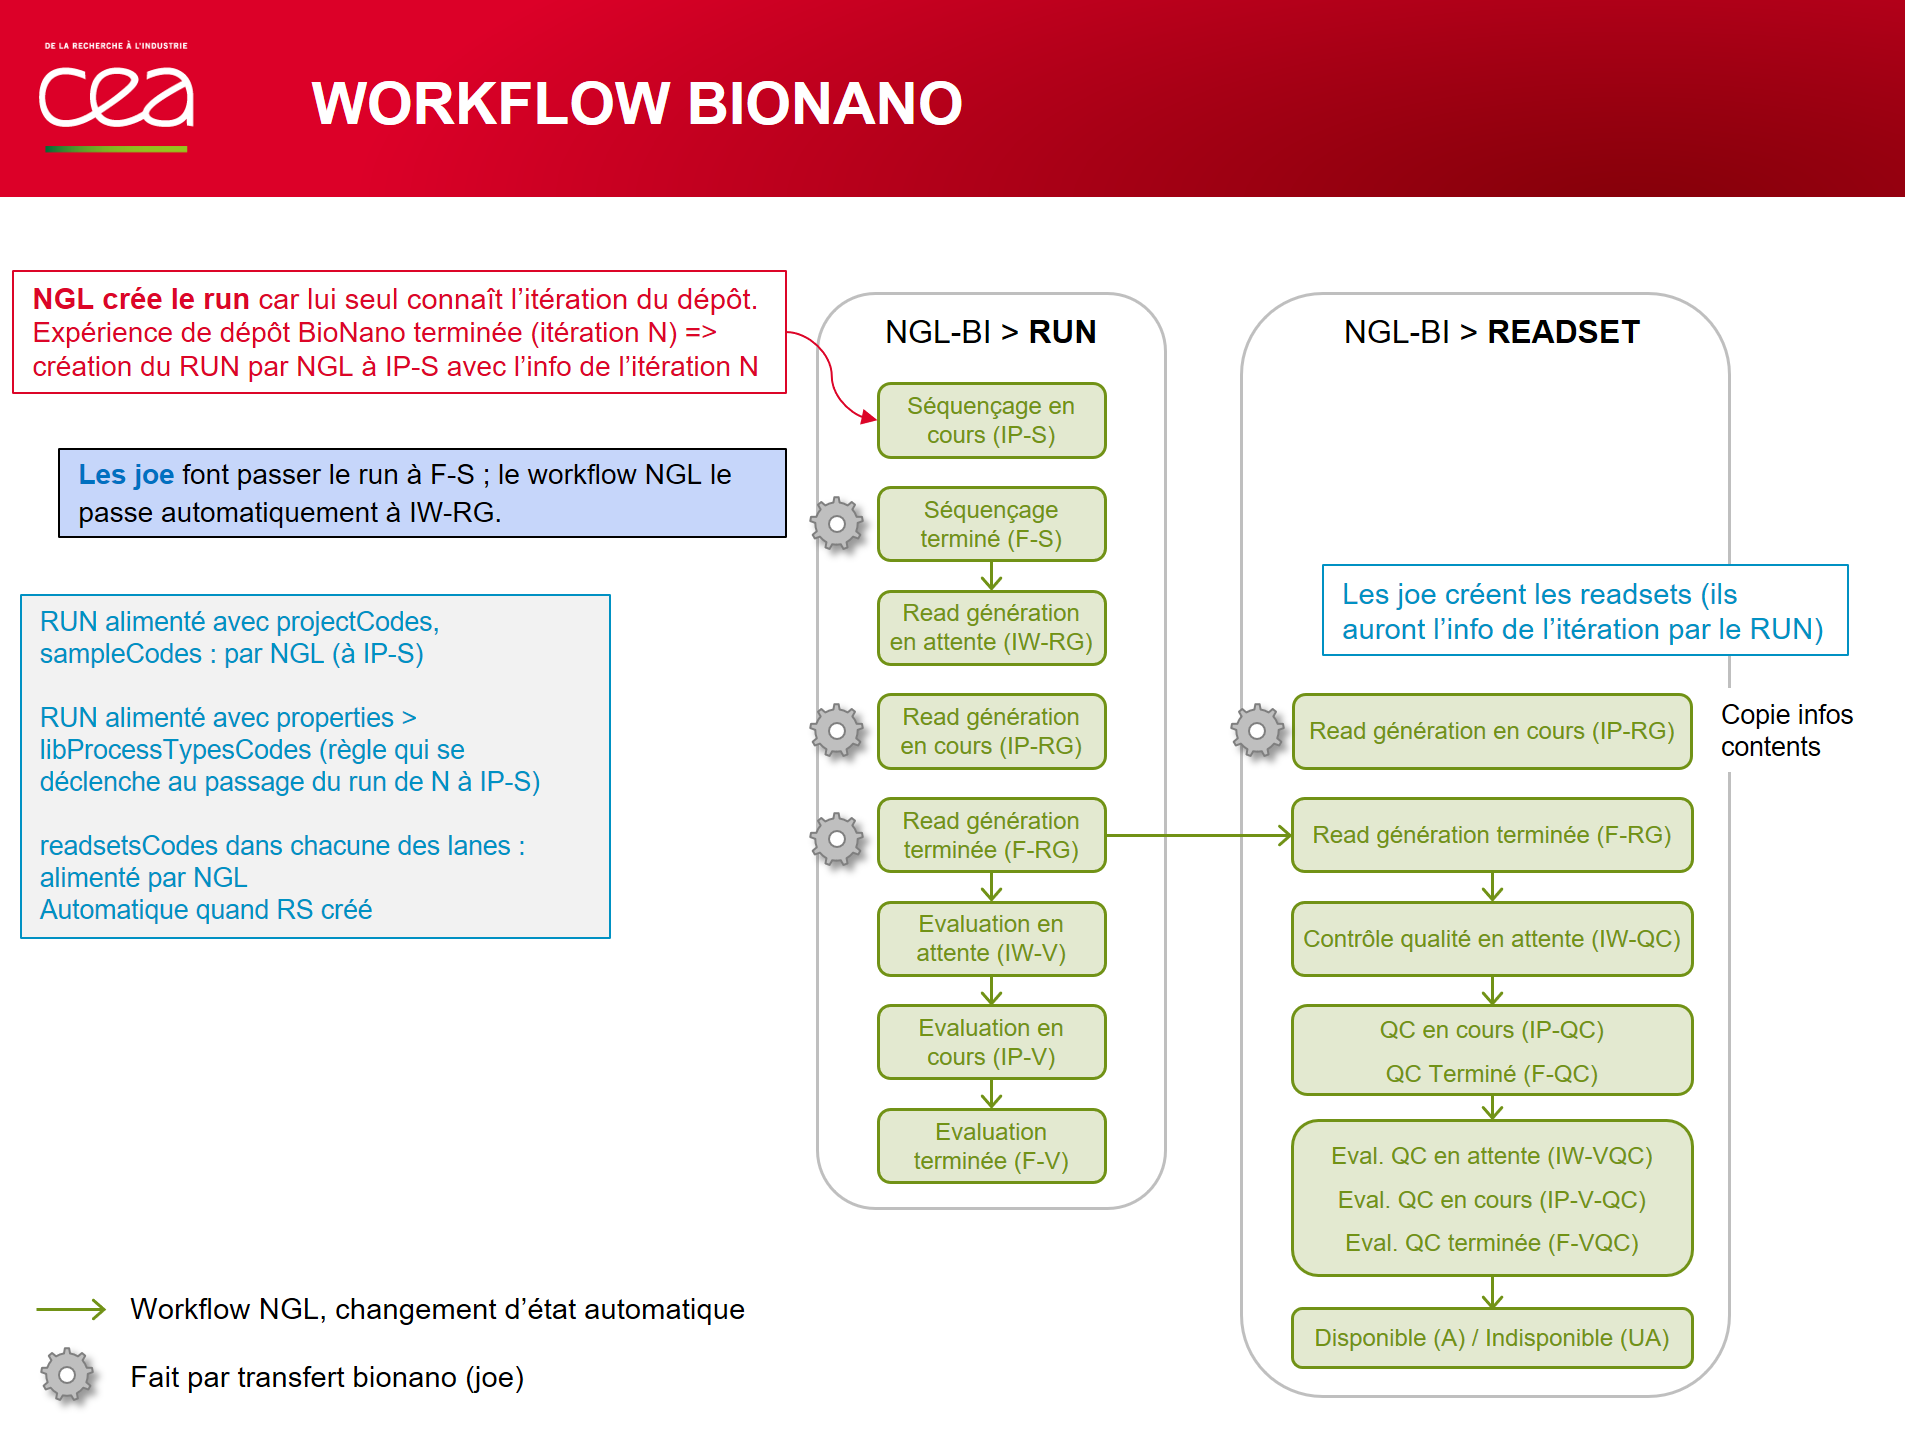 DE LA RECHERCHE À L'INDUSTRIE
cea
WORKFLOW BIONANO
NGL crée le run car lui seul connaît l’itération du dépôt.
Expérience de dépôt BioNano terminée (itération N) =>
création du RUN par NGL à IP-S avec l’info de l’itération N
Les joe font passer le run à F-S ; le workflow NGL le
passe automatiquement à IW-RG.
RUN alimenté avec projectCodes,
sampleCodes : par NGL (à IP-S)
RUN alimenté avec properties >
libProcessTypesCodes (règle qui se
déclenche au passage du run de N à IP-S)
readsetsCodes dans chacune des lanes :
alimenté par NGL
Automatique quand RS créé
NGL-BI > RUN
Séquençage en
cours (IP-S)
Séquençage
terminé (F-S)
Read génération
en attente (IW-RG)
Read génération
en cours (IP-RG)
Read génération
terminée (F-RG)
Evaluation en
attente (IW-V)
Evaluation en
cours (IP-V)
Evaluation
terminée (F-V)
NGL-BI > READSET
Les joe créent les readsets (ils
auront l’info de l’itération par le RUN)
Read génération en cours (IP-RG)
Copie infos
contents
Read génération terminée (F-RG)
Contrôle qualité en attente (IW-QC)
QC en cours (IP-QC)
QC Terminé (F-QC)
Eval. QC en attente (IW-VQC)
Eval. QC en cours (IP-V-QC)
Eval. QC terminée (F-VQC)
Disponible (A) / Indisponible (UA)
Workflow NGL, changement d’état automatique
Fait par transfert bionano (joe)